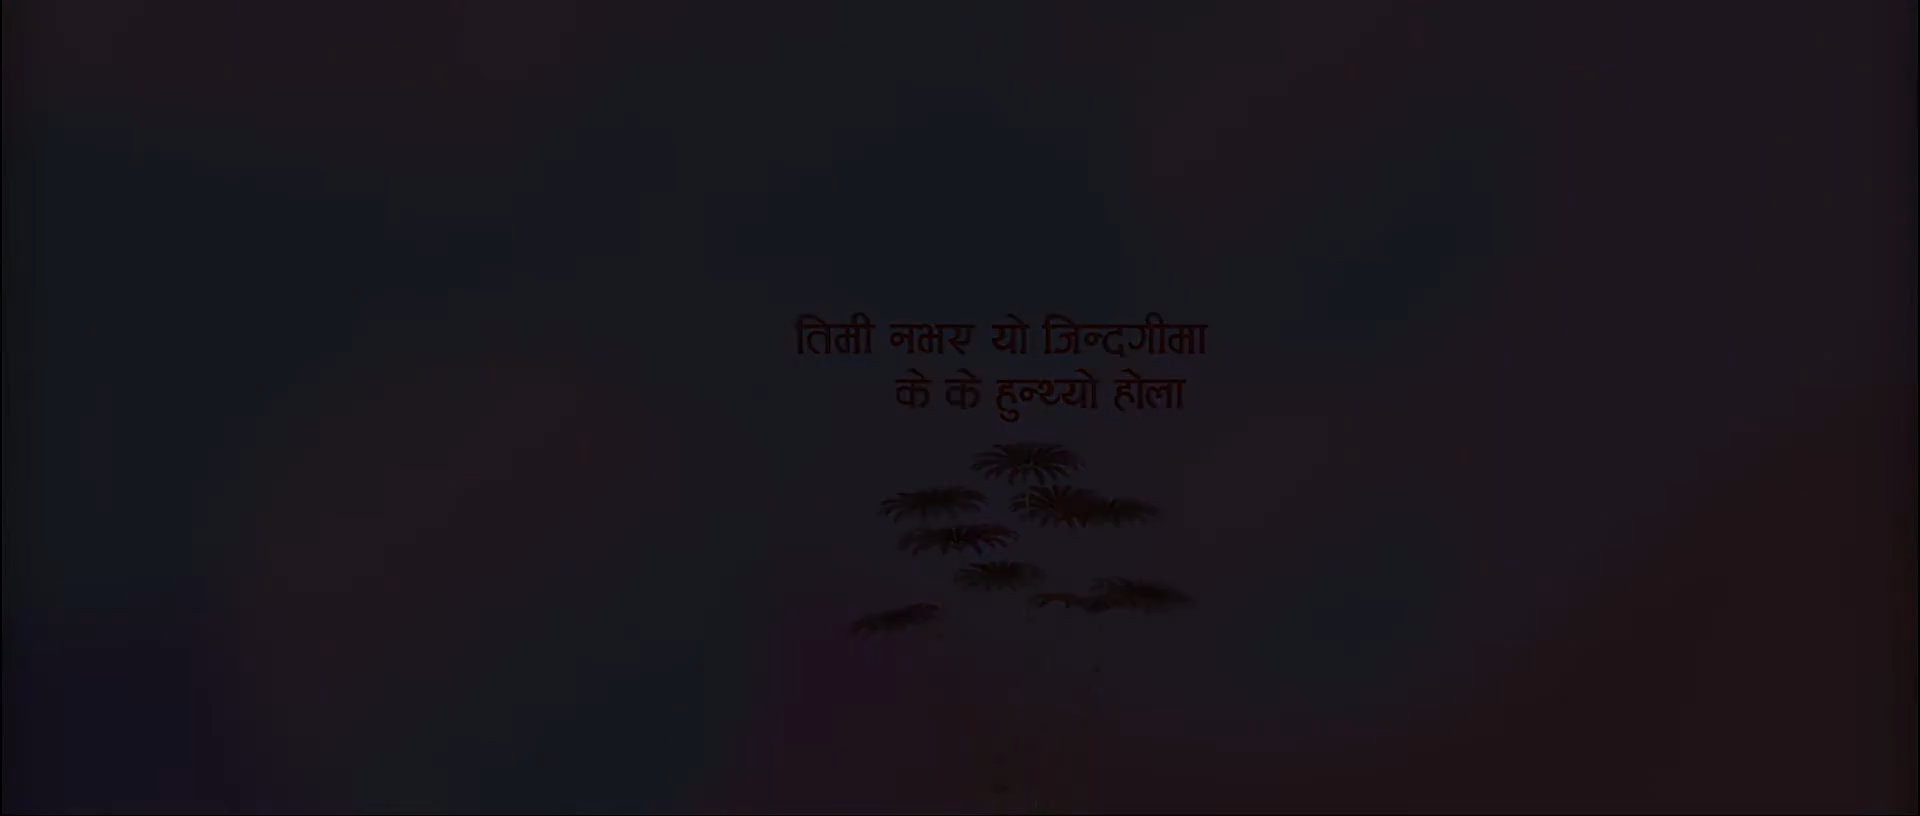 तिमी नभए यो जिन्दगीमा
के के हुन्थ्यो होला